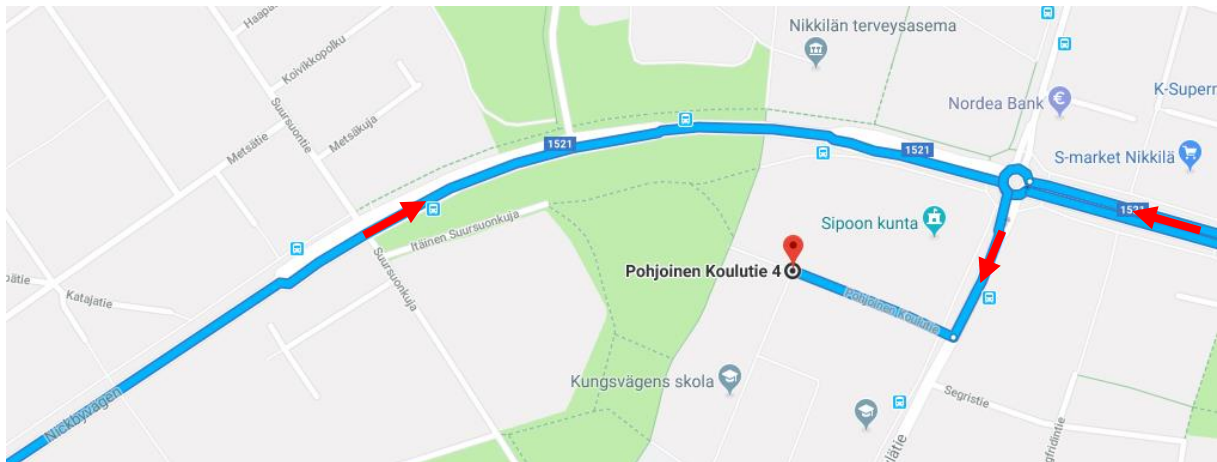 Haapas
Koivikkopolku
Nikkilän terveysasema
Suursuontie
Nordea Bank
K-Superm
Metsäkuja
Metsätie
1521
1521
S-market Nikkilä
1521
Itäinen Suursuonkuja
Sipoon kunta
Pohjoinen Koulutie 4
Suursuonkuja
Katajatie
Pohjoinen Koulutie
Kungsvägens skola
Nickbyvägen
Segristie